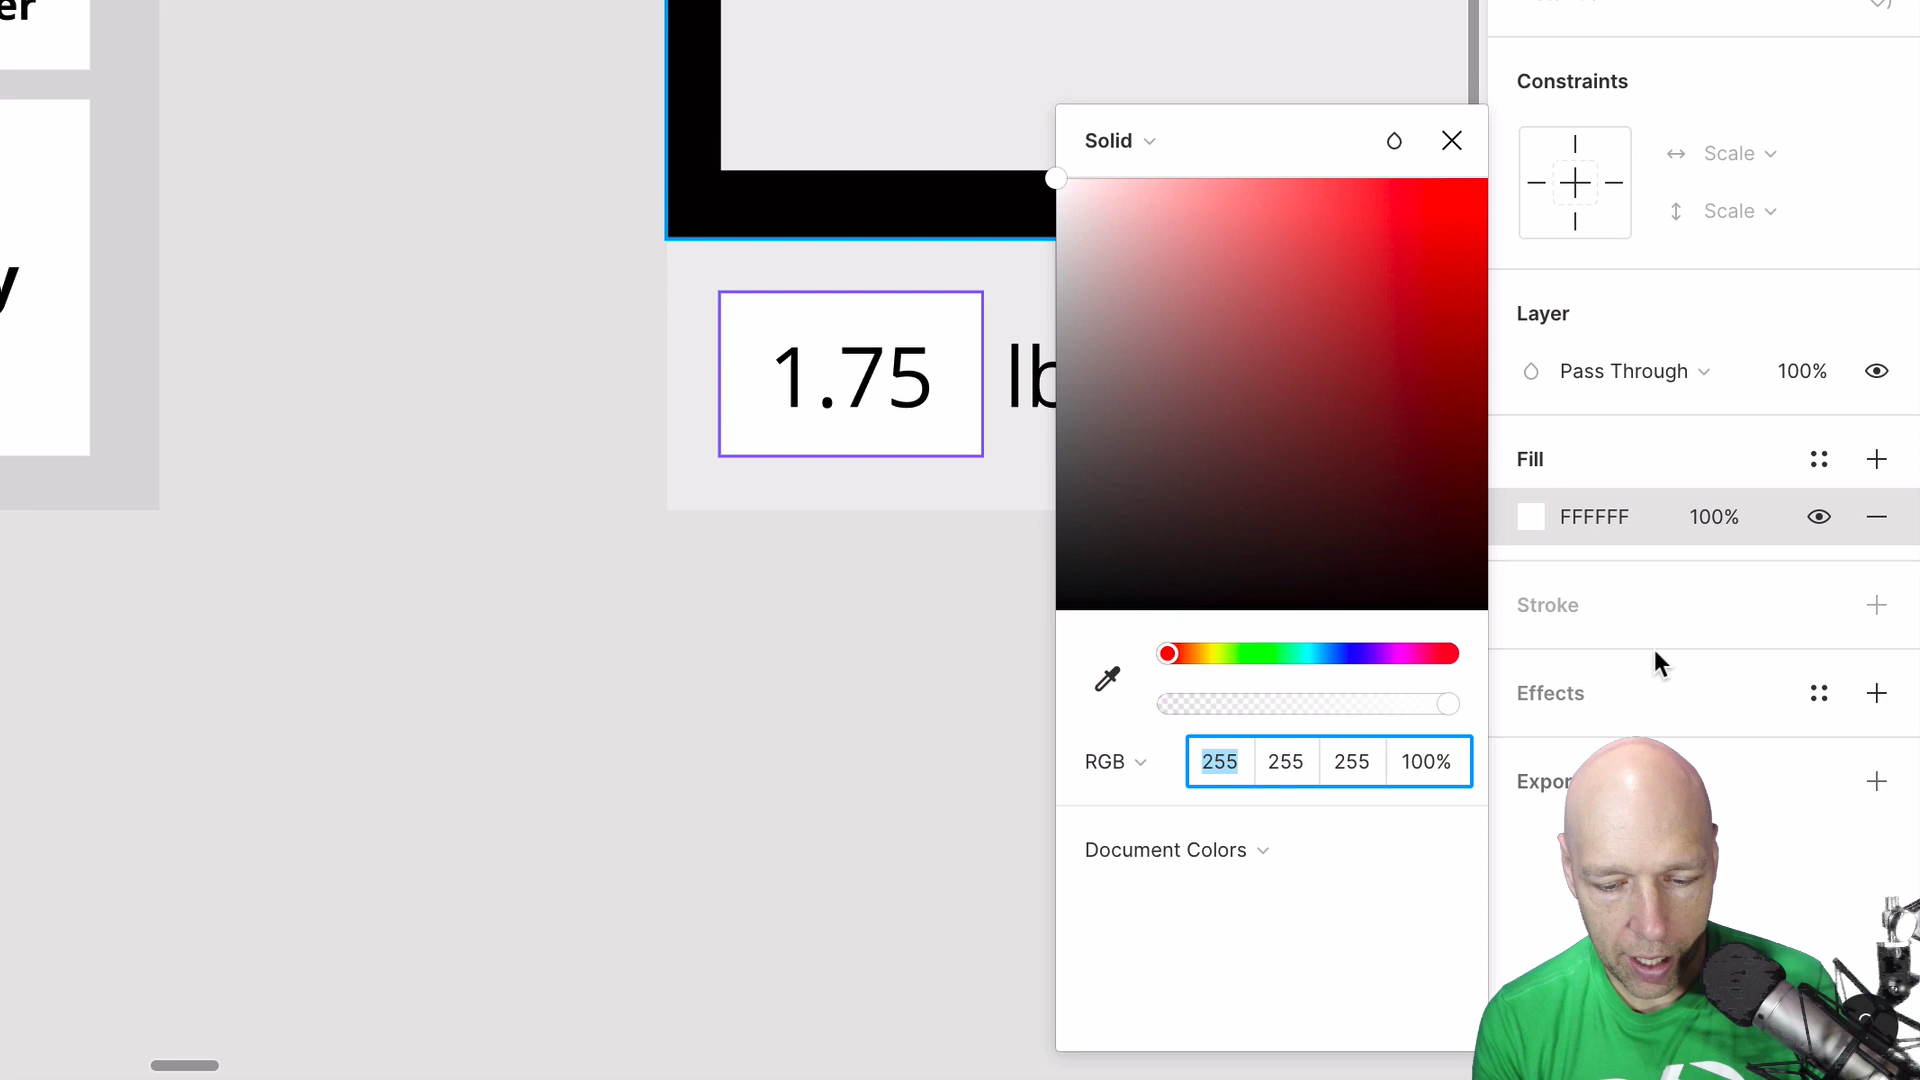 er
y
1.75
lb
Solid
RGB
255
255
255
100%
Document Colors
Constraints
Scale
Scale
Layer
Pass Through
100%
Fill
FFFFFF
100%
Stroke
Effects
Expor